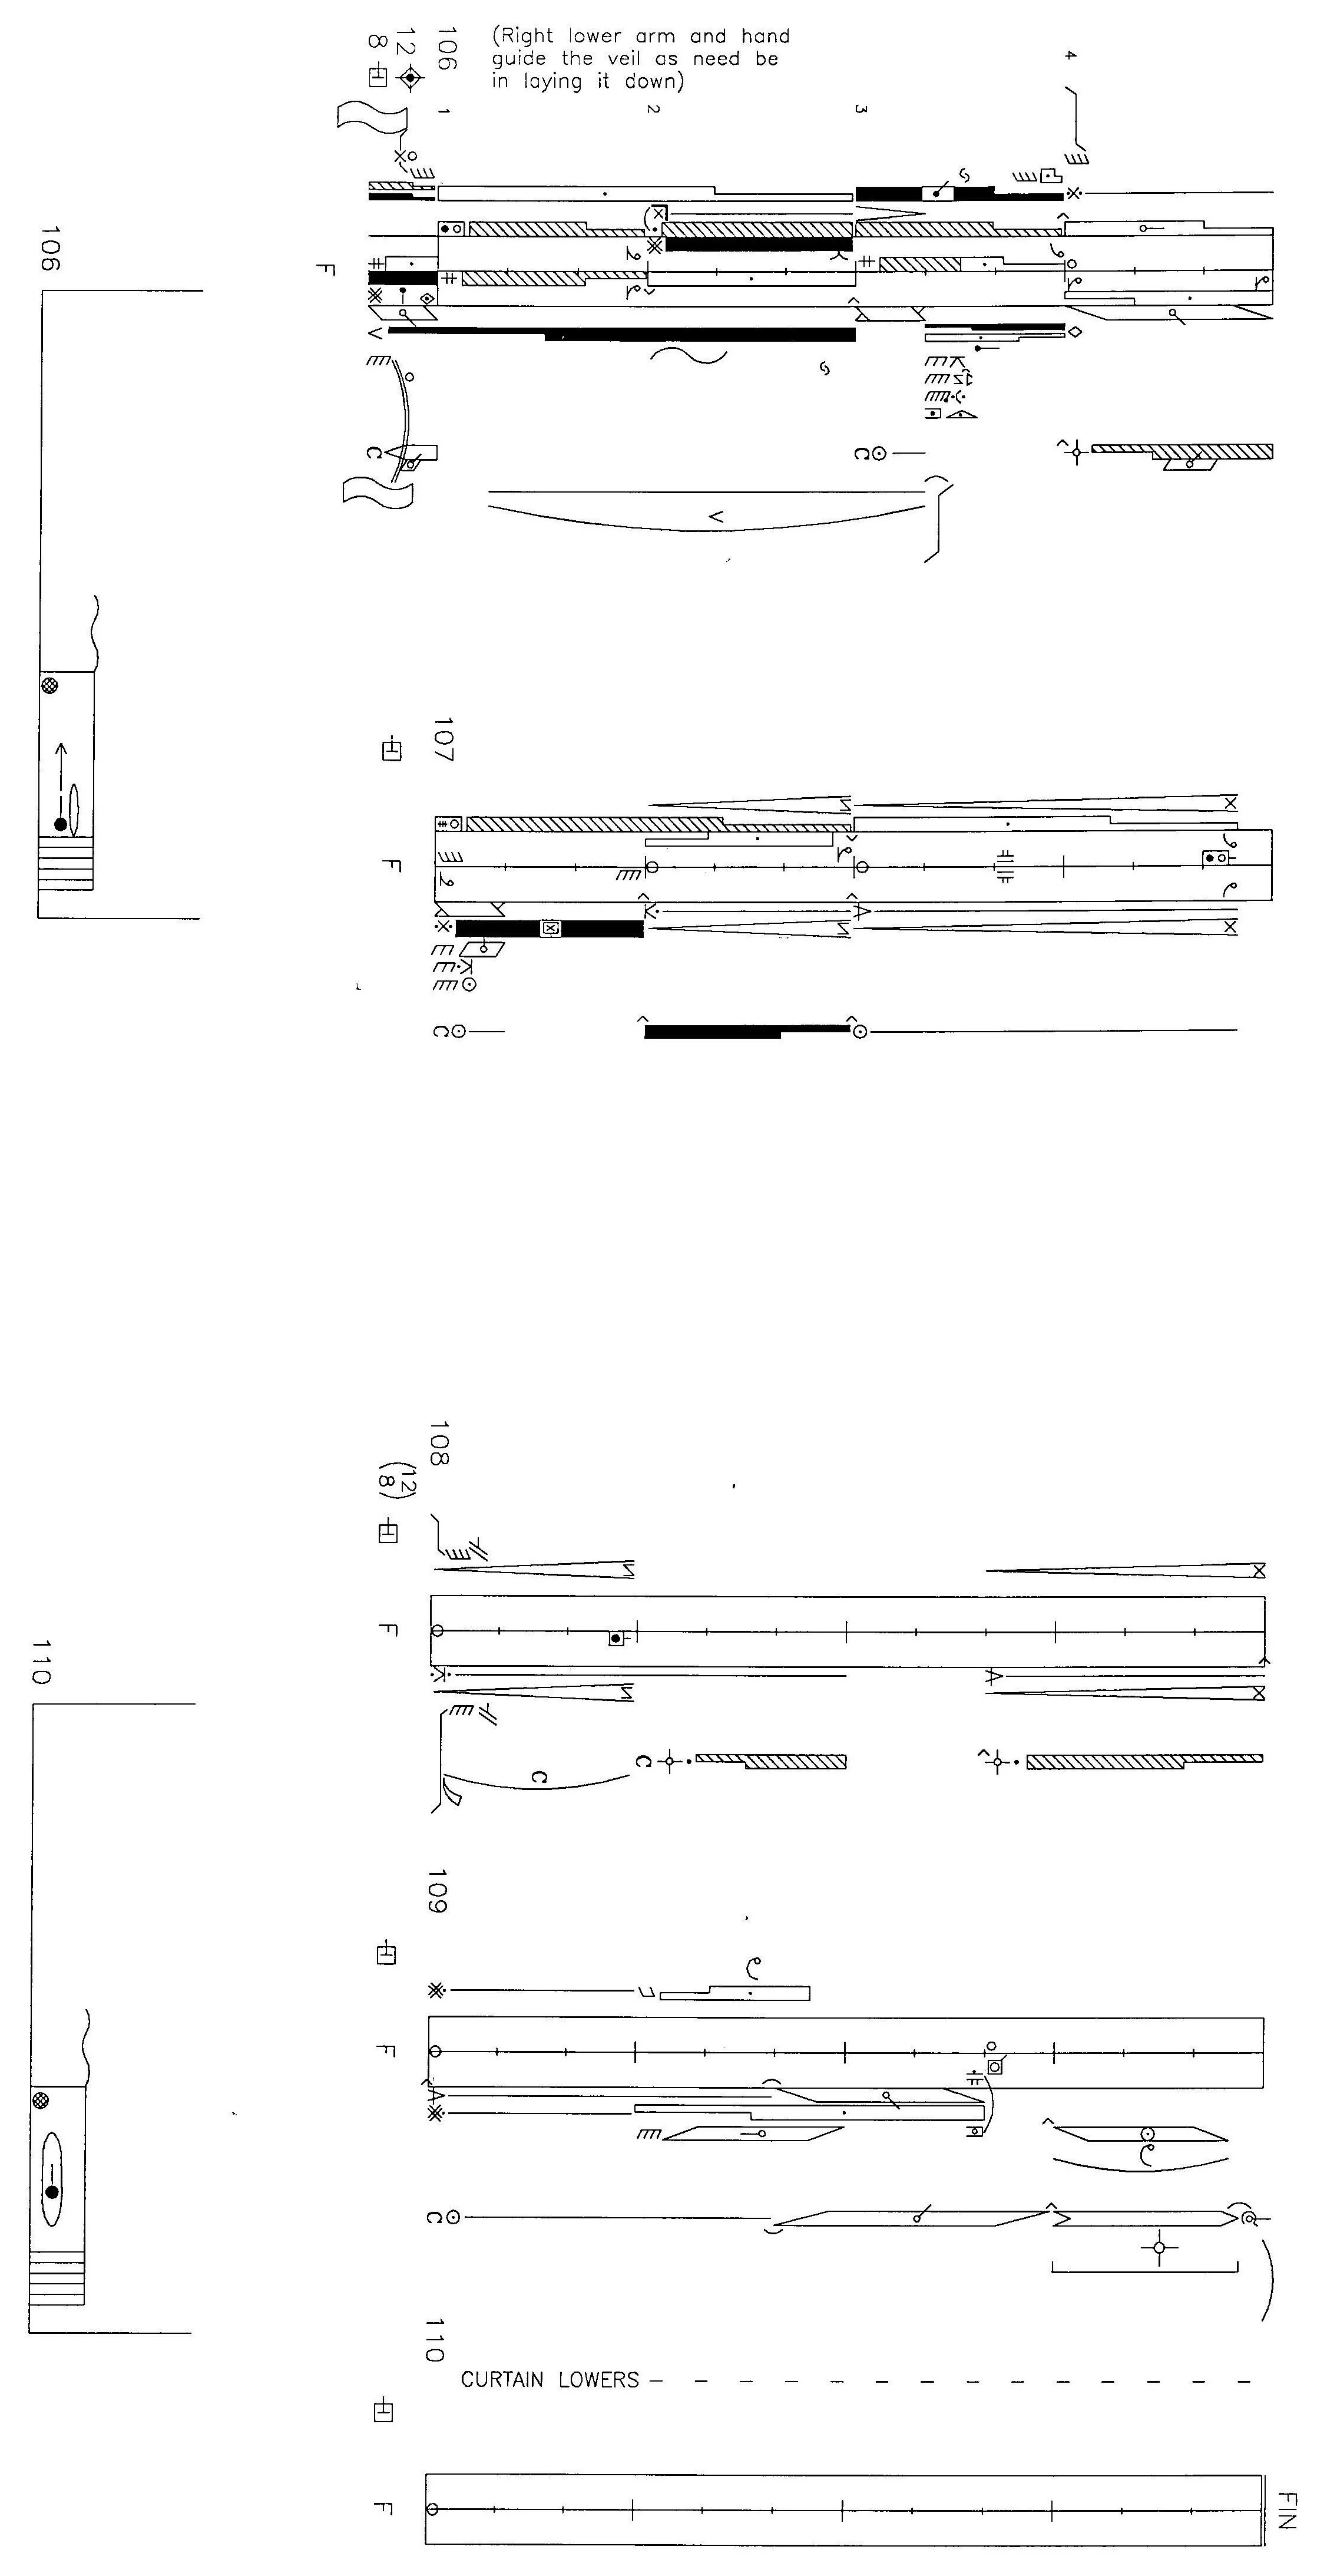 106
12
8
(Right lower arm and hand
guide the veil as need be
in laying it down)
1
2
3
4
106
F
V
C
C
V
107
F
C
108
12
(8)
F
C
C
110
109
F
C
110
CURTAIN LOWERS – – – – – – – – – – – – – –
F
FIN